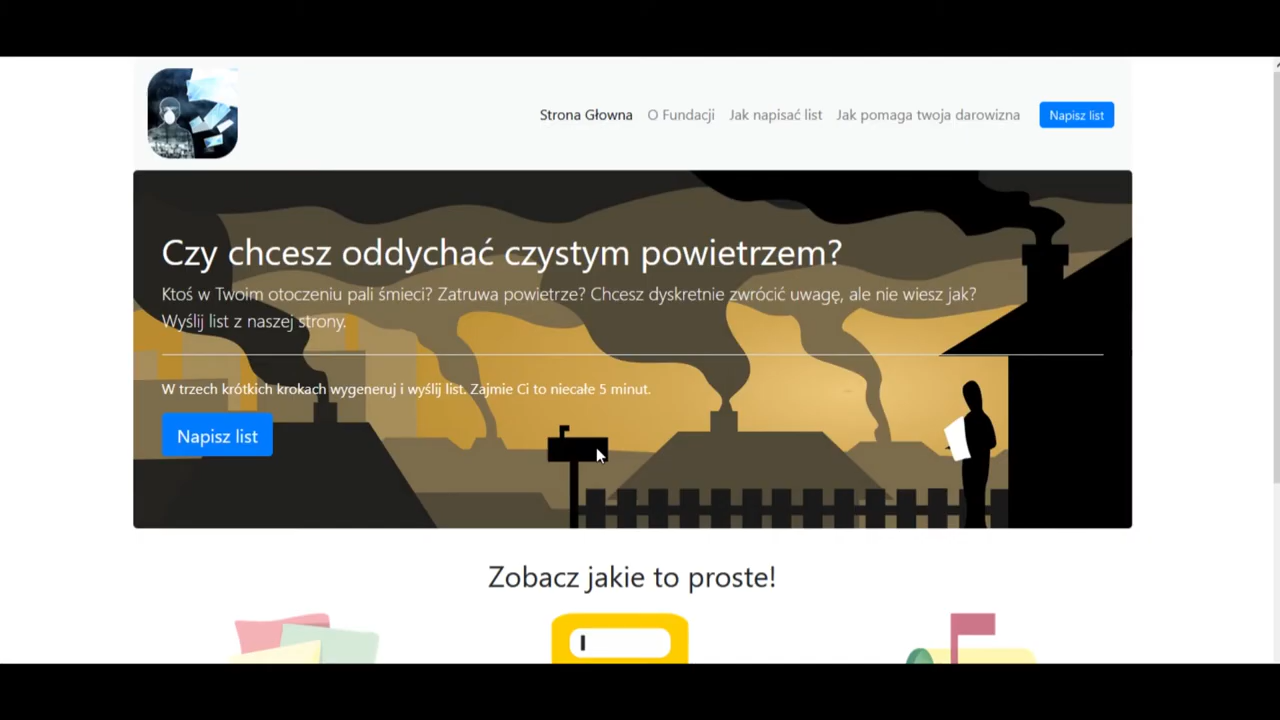 Strona Głowna O Fundacji Jak napisać list Jak pomaga twoja darowizna Napisz list
Czy chcesz oddychać czystym powietrzem?
Ktoś w Twoim otoczeniu pali śmieci? Zatruwa powietrze? Chcesz dyskretnie zwrócić uwagę, ale nie wiesz jak?
Wyślij list z naszej strony.
W trzech krótkich krokach wygeneruj i wyślij list. Zajmie Ci to niecałe 5 minut.
Napisz list
Zobacz jakie to proste!